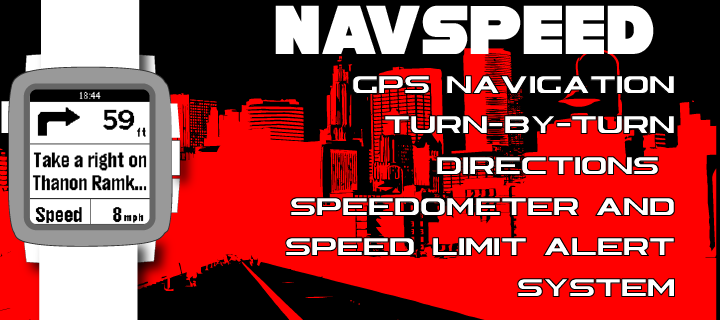 NAVSPEED
GPS NAVIGATION
TURN-BY-TURN
DIRECTIONS
SPEEDOMETER AND
SPEED LIMIT ALERT
SYSTEM
18:44
59 ft
Take a right on
Thanon Ramk...
Speed 8 mph